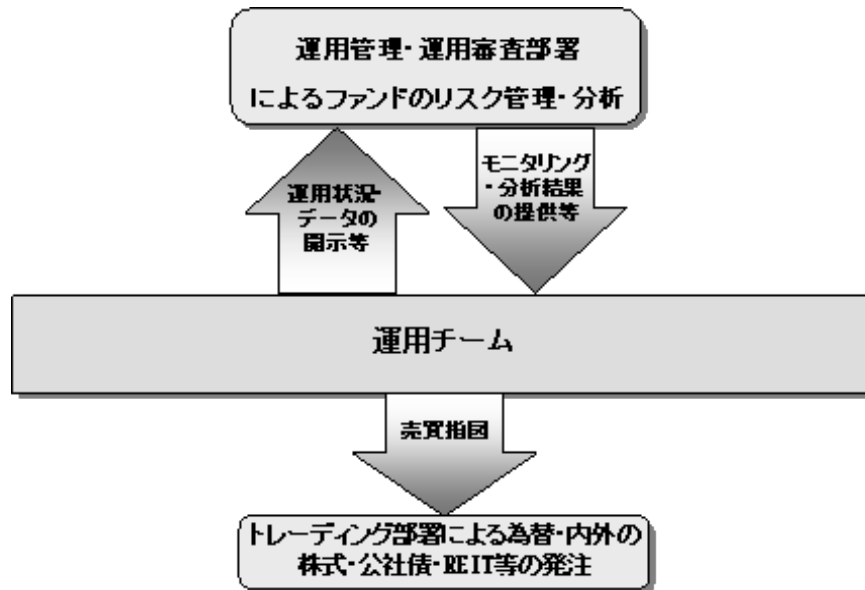 運用管理・運用審査部署
によるファンドのリスク管理・分析
運用状況・
データの
開示等
モニタリング
・分析結果
の提供等
運用チーム
売買指図
トレーディング部署による為替・内外の
株式・公社債・REIT等の発注